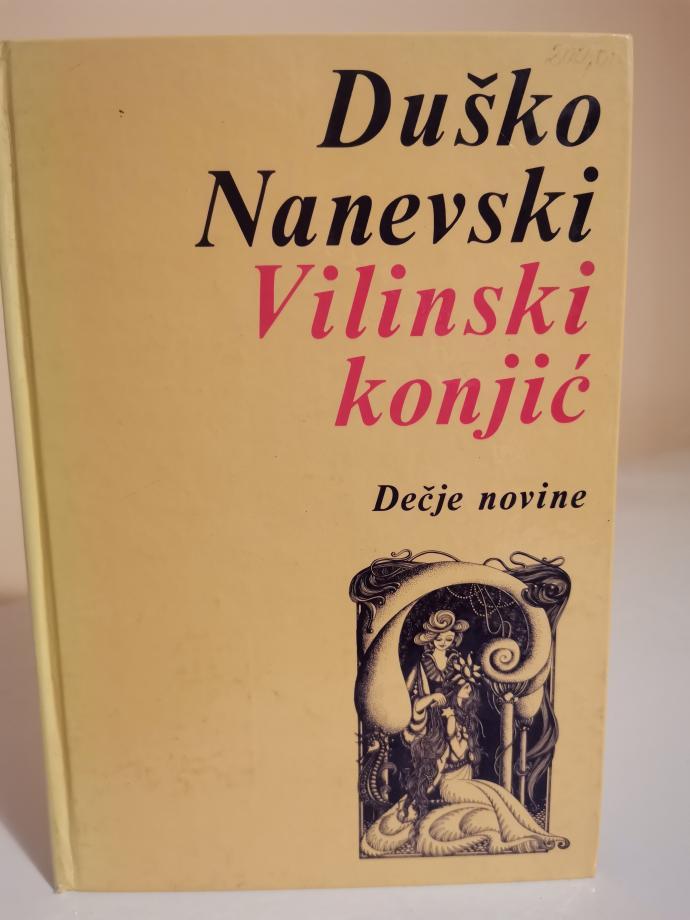 Duško
Nanevski
Vilinski
konjić
Dečje novine